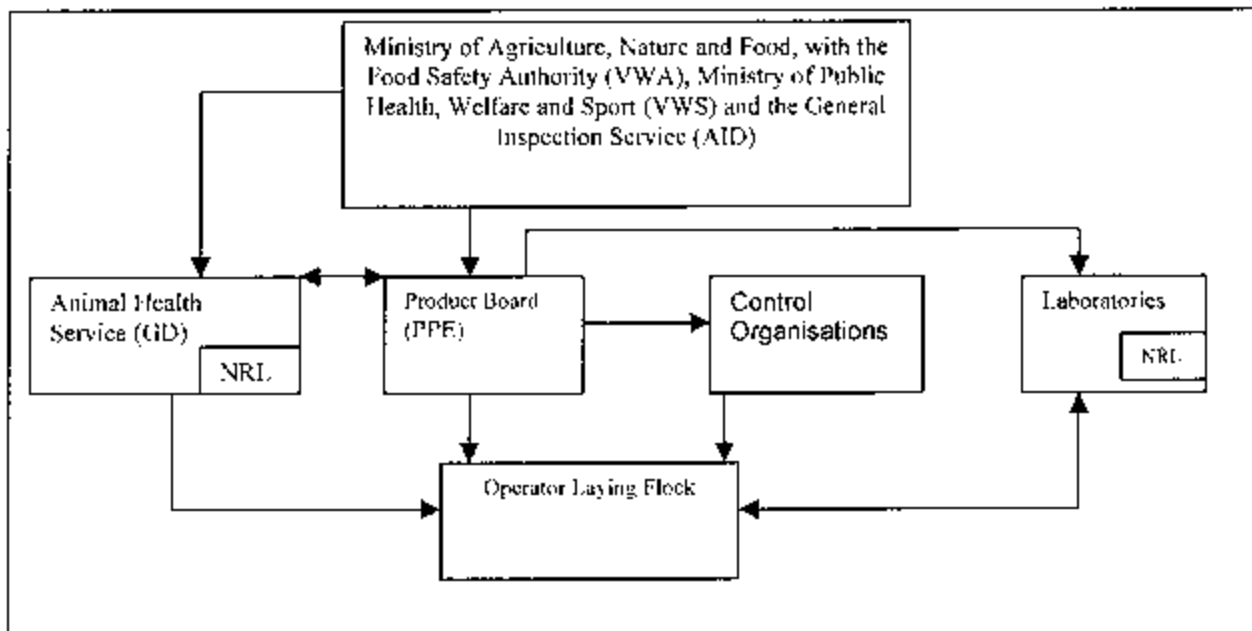 Ministry of Agriculture, Nature and Food, with the
Food Safety Authority (VWA), Ministry of Public
Health, Welfare and Sport (VWS) and the General
Inspection Service (AID)
Animal Health
Service (GD)
NRL
Product Board
(PPE)
Control
Organisations
Laboratories
NRL
Operator Laying Flock